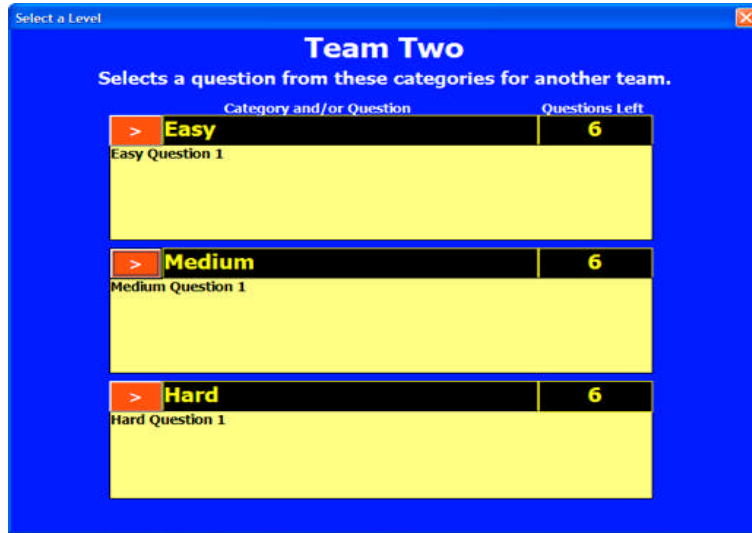 Select a Level
Team Two
Selects a question from these categories for another team.
Category and/or Question Questions Left
> Easy 6
Easy Question 1
> Medium 6
Medium Question 1
> Hard 6
Hard Question 1